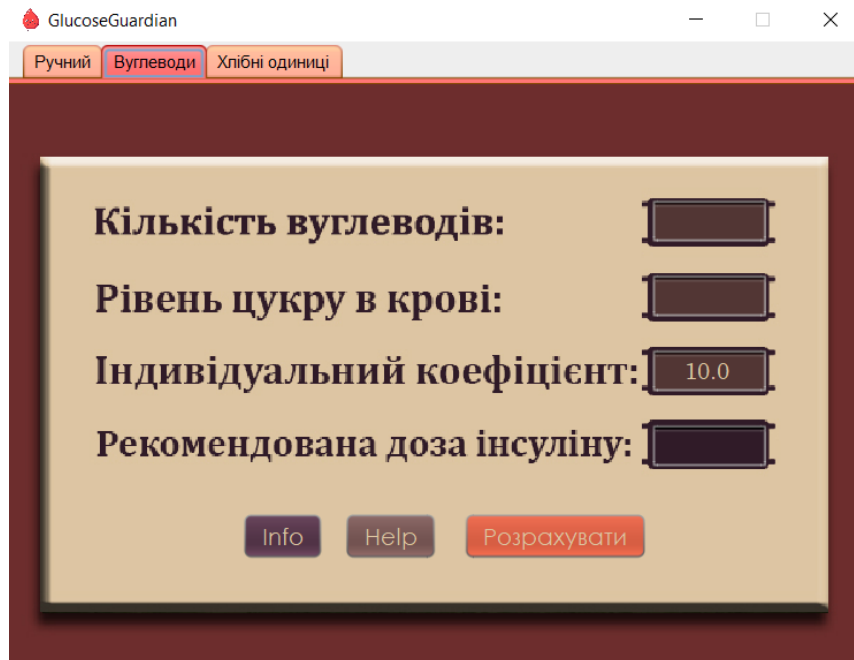 GlucoseGuardian
Ручний Вуглеводи Хлібні одиниці
Кількість вуглеводів:
Рівень цукру в крові:
Індивідуальний коефіцієнт: 10.0
Рекомендована доза інсуліну:
Info Help Розрахувати